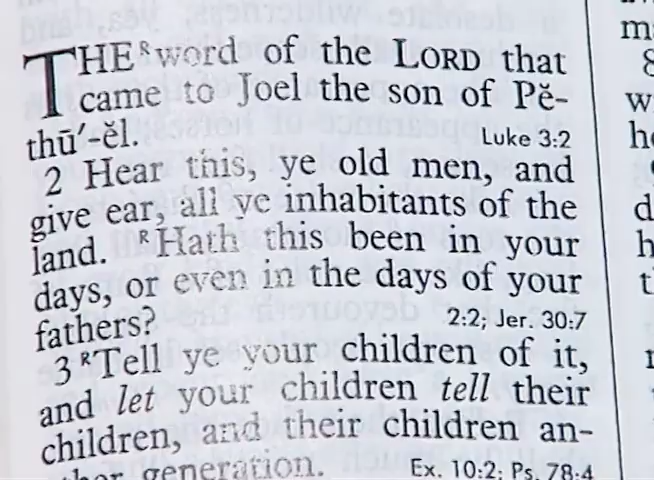 THE ᴿword of the LORD that
came to Joel the son of Pĕ-
thū′-ĕl. Luke 3:2
2 Hear this, ye old men, and
give ear, all ye inhabitants of the
land. ᴿHath this been in your
days, or even in the days of your
fathers? 2:2; Jer. 30:7
3 ᴿTell ye your children of it,
and let your children tell their
children, and their children an-
ther generation. Ex. 10:2; Ps. 78:4